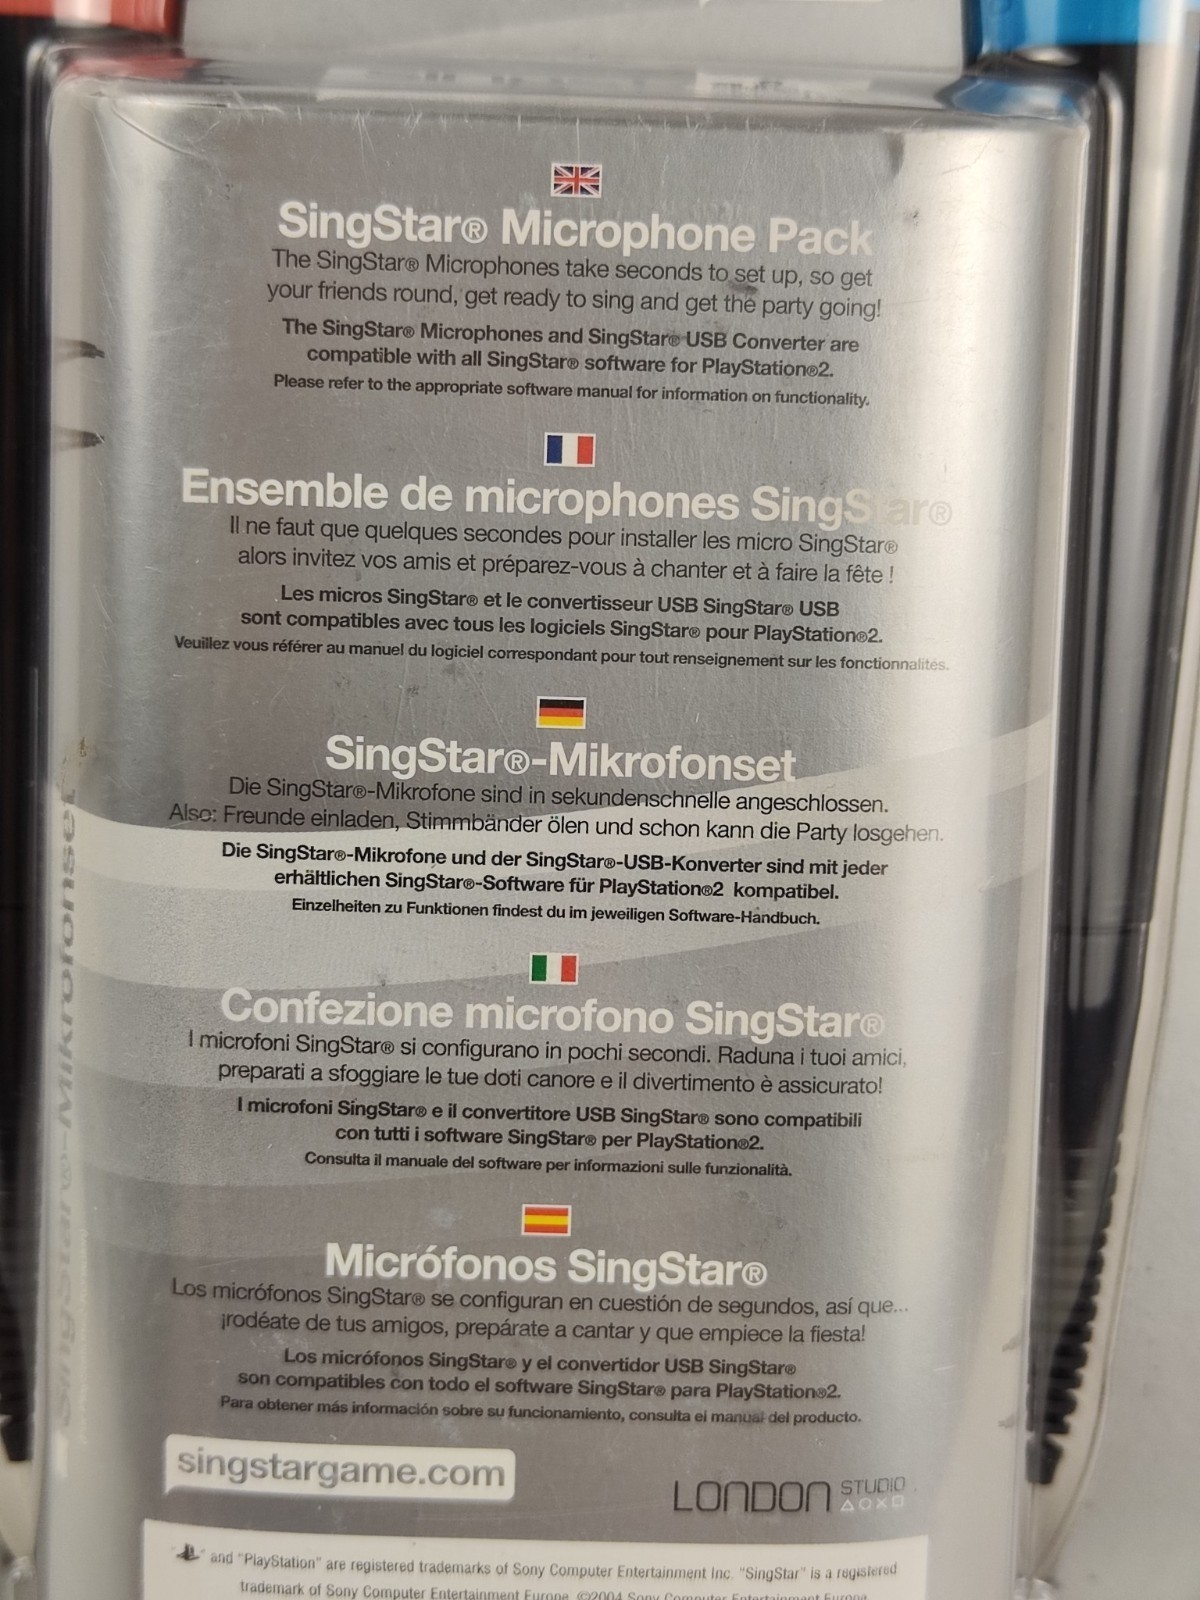 SingStar® Microphone Pack
The SingStar® Microphones take seconds to set up, so get
your friends round, get ready to sing and get the party going!
The SingStar® Microphones and SingStar® USB Converter are
compatible with all SingStar® software for PlayStation®2.
Please refer to the appropriate software manual for information on functionality.
Ensemble de microphones SingStar®
Il ne faut que quelques secondes pour installer les micro SingStar®
alors invitez vos amis et préparez-vous à chanter et à faire la fête !
Les micros SingStar® et le convertisseur USB SingStar® USB
sont compatibles avec tous les logiciels SingStar® pour PlayStation®2.
Veuillez vous référer au manuel du logiciel correspondant pour tout renseignement sur les fonctionnalités.
SingStar®-Mikrofonset
Die SingStar®-Mikrofone sind in sekundenschnelle angeschlossen.
Also: Freunde einladen, Stimmbänder ölen und schon kann die Party losgehen.
Die SingStar®-Mikrofone und der SingStar®-USB-Konverter sind mit jeder
erhältlichen SingStar®-Software für PlayStation®2 kompatibel.
Einzelheiten zu Funktionen findest du im jeweiligen Software-Handbuch.
Confezione microfono SingStar®
I microfoni SingStar® si configurano in pochi secondi. Raduna i tuoi amici,
preparati a sfoggiare le tue doti canore e il divertimento è assicurato!
I microfoni SingStar® e il convertitore USB SingStar® sono compatibili
con tutti i software SingStar® per PlayStation®2.
Consulta il manuale del software per informazioni sulle funzionalità.
Micrófonos SingStar®
Los micrófonos SingStar® se configuran en cuestión de segundos, así que...
¡rodéate de tus amigos, prepárate a cantar y que empiece la fiesta!
Los micrófonos SingStar® y el convertidor USB SingStar®
son compatibles con todo el software SingStar® para PlayStation®2.
Para obtener más información sobre su funcionamiento, consulta el manual del producto.
singstargame.com
LONDON STUDIO
and "PlayStation" are registered trademarks of Sony Computer Entertainment Inc. "SingStar" is a registered
trademark of Sony Computer Entertainment Europe. ©2004 Sony Computer Entertainment Europe.
SingStar®-Mikrofonset